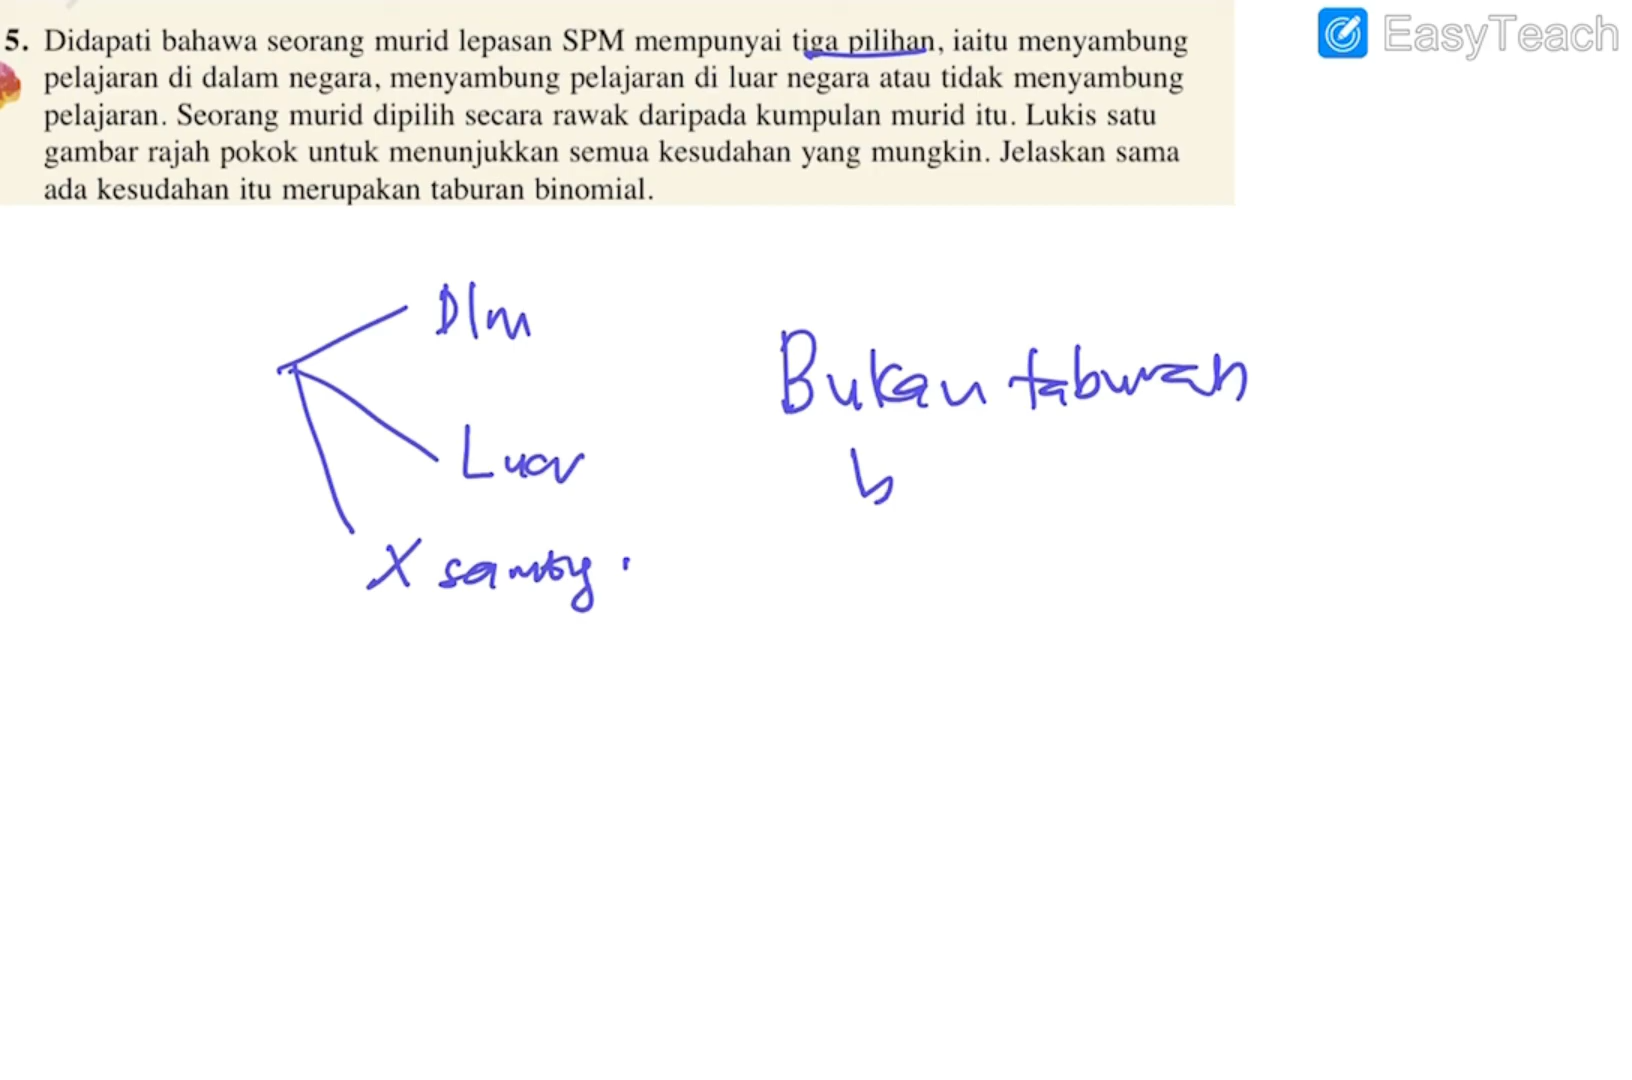 5. Didapati bahawa seorang murid lepasan SPM mempunyai tiga pilihan, iaitu menyambung
pelajaran di dalam negara, menyambung pelajaran di luar negara atau tidak menyambung
pelajaran. Seorang murid dipilih secara rawak daripada kumpulan murid itu. Lukis satu
gambar rajah pokok untuk menunjukkan semua kesudahan yang mungkin. Jelaskan sama
ada kesudahan itu merupakan taburan binomial.
EasyTeach
Dlm
Luar
X sambg.
Bukan taburan
b